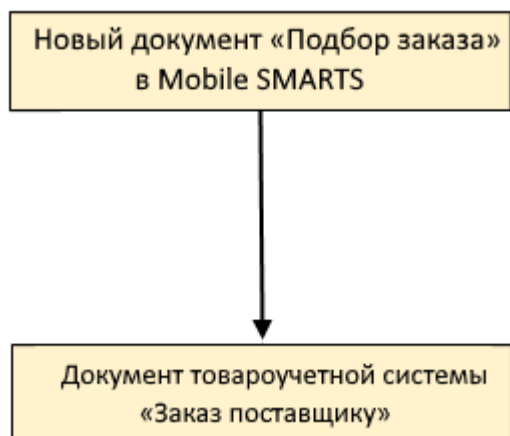 Новый документ «Подбор заказа»
в Mobile SMARTS
Документ товароучетной системы
«Заказ поставщику»